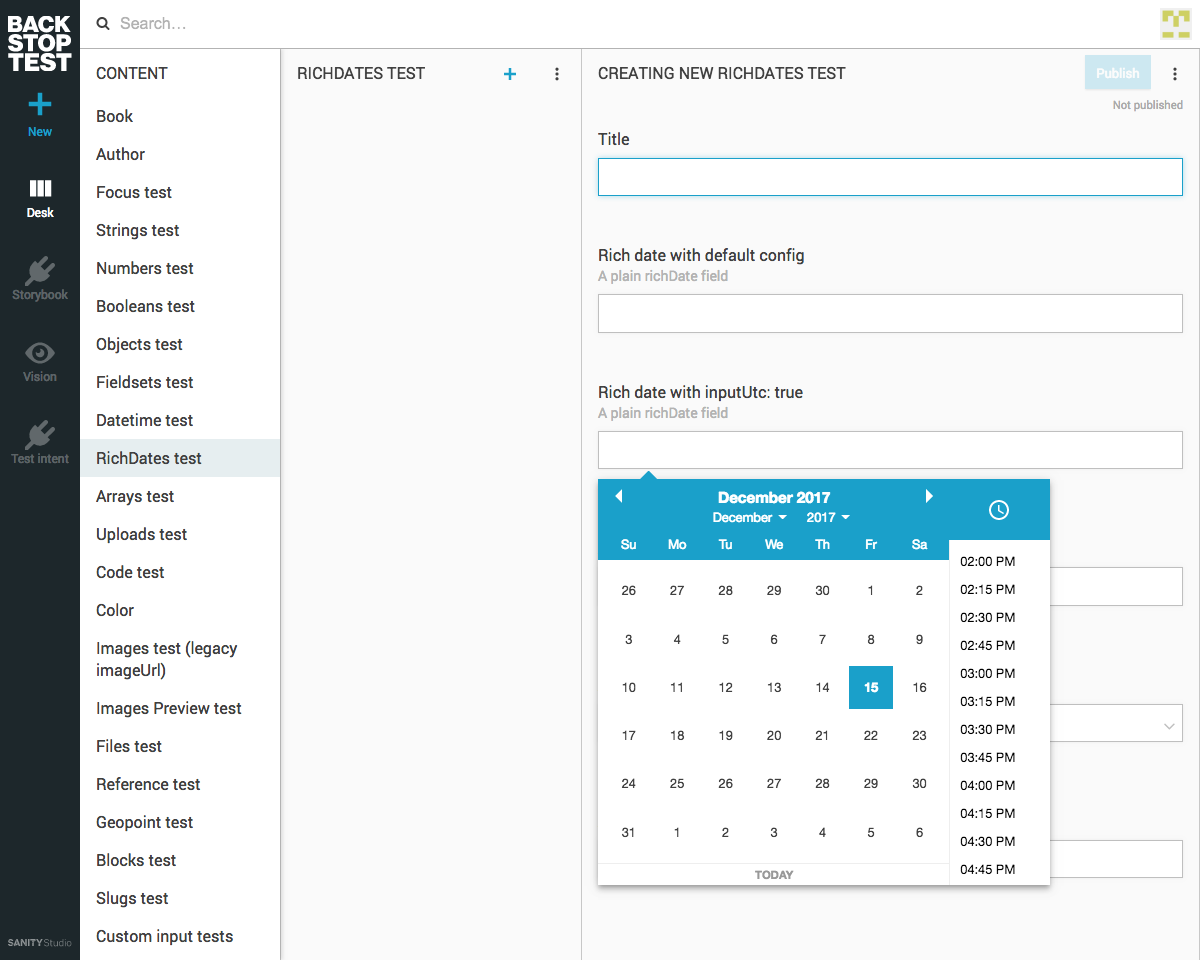 BACK
STOP
TEST
New
Desk
Storybook
Vision
Test intent
SANITY Studio
Search...
CONTENT
Book
Author
Focus test
Strings test
Numbers test
Booleans test
Objects test
Fieldsets test
Datetime test
RichDates test
Arrays test
Uploads test
Code test
Color
Images test (legacy
imageUrl)
Images Preview test
Files test
Reference test
Geopoint test
Blocks test
Slugs test
Custom input tests
RICHDATES TEST
CREATING NEW RICHDATES TEST
Publish
Not published
Title
Rich date with default config
A plain richDate field
Rich date with inputUtc: true
A plain richDate field
December 2017
December 2017
Su Mo Tu We Th Fr Sa
26 27 28 29 30 1 2
3 4 5 6 7 8 9
10 11 12 13 14 15 16
17 18 19 20 21 22 23
24 25 26 27 28 29 30
31 1 2 3 4 5 6
TODAY
02:00 PM
02:15 PM
02:30 PM
02:45 PM
03:00 PM
03:15 PM
03:30 PM
03:45 PM
04:00 PM
04:15 PM
04:30 PM
04:45 PM